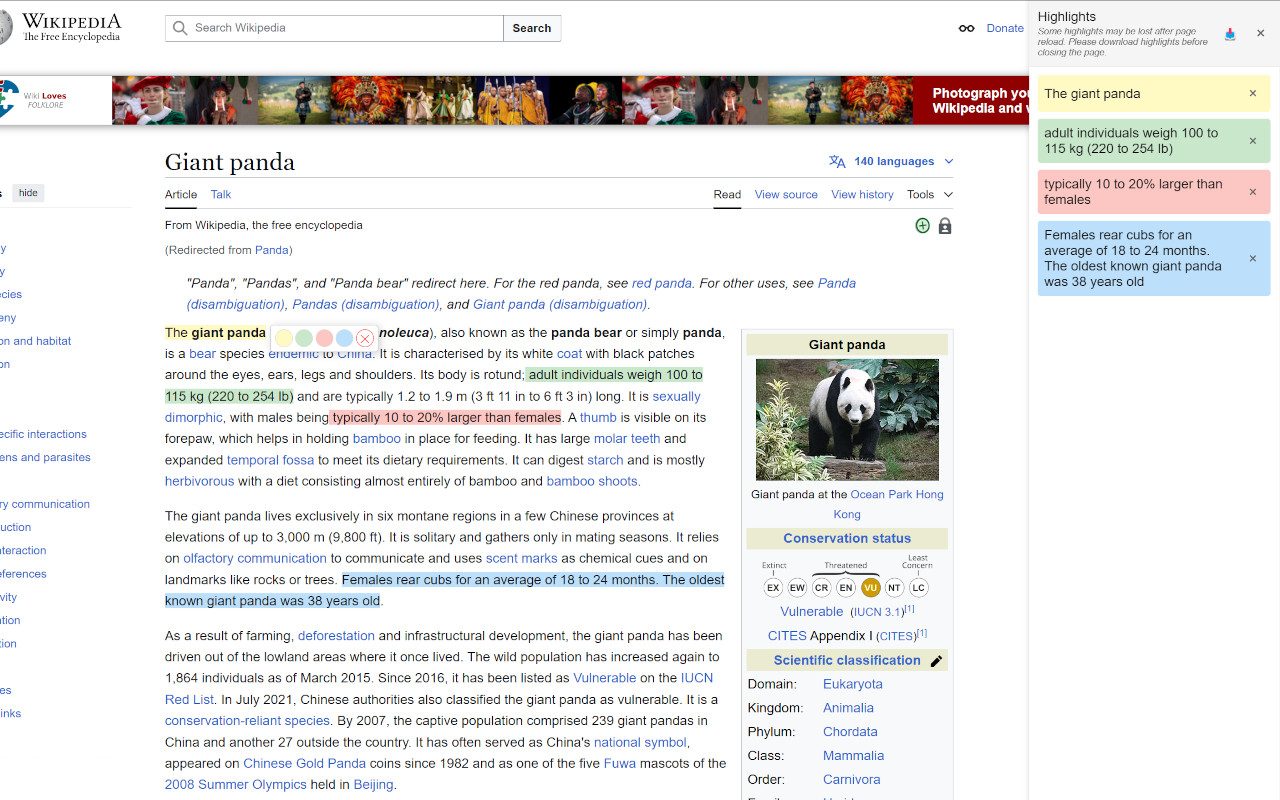 WIKIPEDIA
The Free Encyclopedia
Search Wikipedia
Search
Donate
Highlights
Some highlights may be lost after page
reload. Please download highlights before
closing the page.
Wiki Loves
FOLKLORE
Photograph you
Wikipedia and w
The giant panda
adult individuals weigh 100 to
115 kg (220 to 254 lb)
typically 10 to 20% larger than
females
Females rear cubs for an
average of 18 to 24 months.
The oldest known giant panda
was 38 years old
hide
Giant panda
140 languages
Article Talk
Read View source View history Tools
From Wikipedia, the free encyclopedia
(Redirected from Panda)
"Panda", "Pandas", and "Panda bear" redirect here. For the red panda, see red panda. For other uses, see Panda
(disambiguation), Pandas (disambiguation), and Giant panda (disambiguation).
The giant panda noleuca), also known as the panda bear or simply panda,
is a bear species endemic to China. It is characterised by its white coat with black patches
around the eyes, ears, legs and shoulders. Its body is rotund; adult individuals weigh 100 to
115 kg (220 to 254 lb) and are typically 1.2 to 1.9 m (3 ft 11 in to 6 ft 3 in) long. It is sexually
dimorphic, with males being typically 10 to 20% larger than females. A thumb is visible on its
forepaw, which helps in holding bamboo in place for feeding. It has large molar teeth and
expanded temporal fossa to meet its dietary requirements. It can digest starch and is mostly
herbivorous with a diet consisting almost entirely of bamboo and bamboo shoots.
The giant panda lives exclusively in six montane regions in a few Chinese provinces at
elevations of up to 3,000 m (9,800 ft). It is solitary and gathers only in mating seasons. It relies
on olfactory communication to communicate and uses scent marks as chemical cues and on
landmarks like rocks or trees. Females rear cubs for an average of 18 to 24 months. The oldest
known giant panda was 38 years old.
As a result of farming, deforestation and infrastructural development, the giant panda has been
driven out of the lowland areas where it once lived. The wild population has increased again to
1,864 individuals as of March 2015. Since 2016, it has been listed as Vulnerable on the IUCN
Red List. In July 2021, Chinese authorities also classified the giant panda as vulnerable. It is a
conservation-reliant species. By 2007, the captive population comprised 239 giant pandas in
China and another 27 outside the country. It has often served as China's national symbol,
appeared on Chinese Gold Panda coins since 1982 and as one of the five Fuwa mascots of the
2008 Summer Olympics held in Beijing.
Giant panda
Giant panda at the Ocean Park Hong
Kong
Conservation status
Extinct Threatened Least
Concern
EX EW CR EN VU NT LC
Vulnerable (IUCN 3.1)[1]
CITES Appendix I (CITES)[1]
Scientific classification
Domain: Eukaryota
Kingdom: Animalia
Phylum: Chordata
Class: Mammalia
Order: Carnivora
y
y
ecies
eny
on and habitat
on
ecific interactions
ens and parasites
ry communication
uction
nteraction
eferences
vity
ation
tion
es
inks